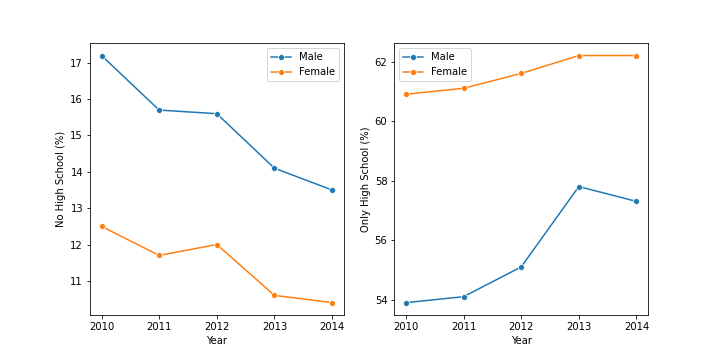 No High School (%)
17
16
15
14
13
12
11
Male
Female
2010 2011 2012 2013 2014
Year
Only High School (%)
62
60
58
56
54
Male
Female
2010 2011 2012 2013 2014
Year